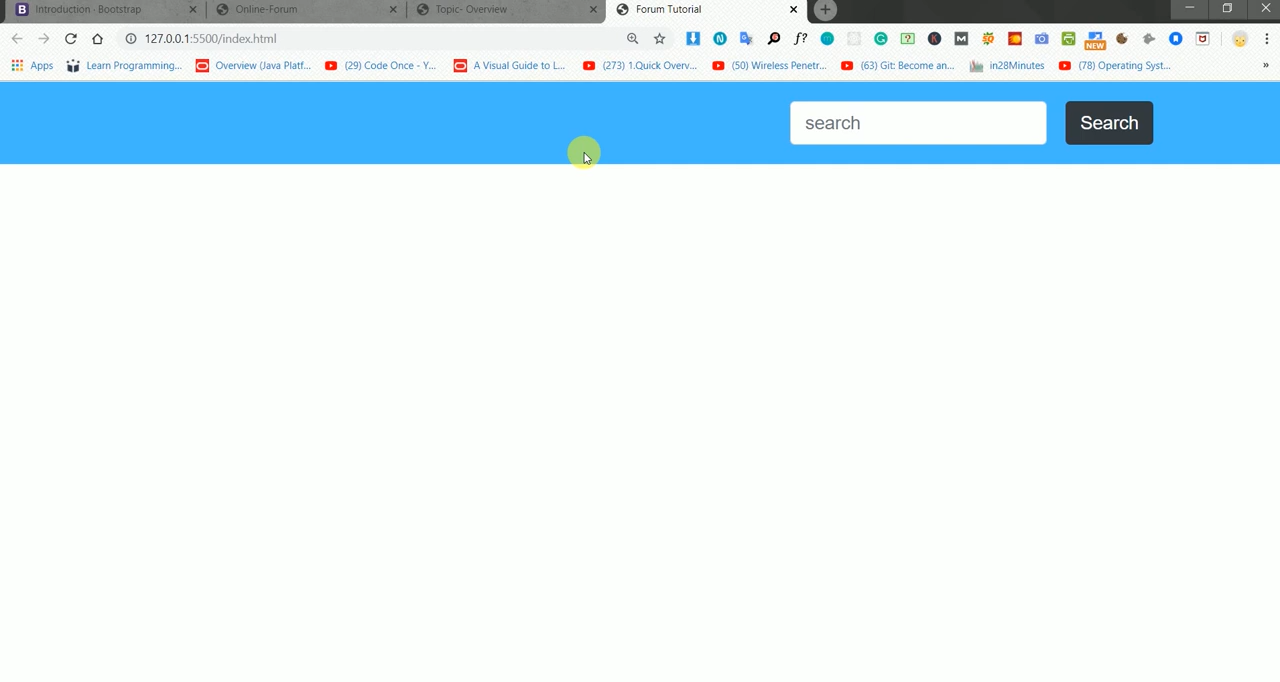 Introduction · Bootstrap
Online-Forum
Topic- Overview
Forum Tutorial
127.0.0.1:5500/index.html
NEW
Apps
Learn Programming...
Overview (Java Platf...
(29) Code Once - Y...
A Visual Guide to L...
(273) 1.Quick Overv...
(50) Wireless Penetr...
(63) Git: Become an...
in28Minutes
(78) Operating Syst...
»
search
Search